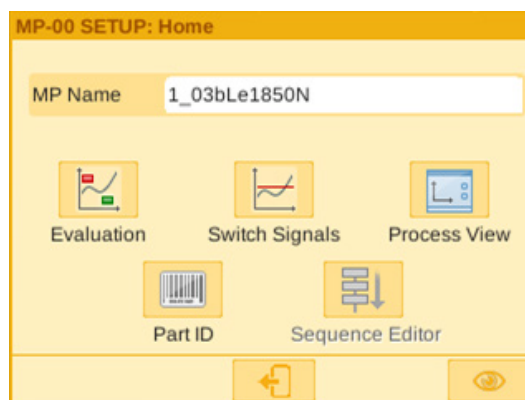 MP-00 SETUP: Home
MP Name 1_03bLe1850N
Evaluation Switch Signals Process View
Part ID Sequence Editor